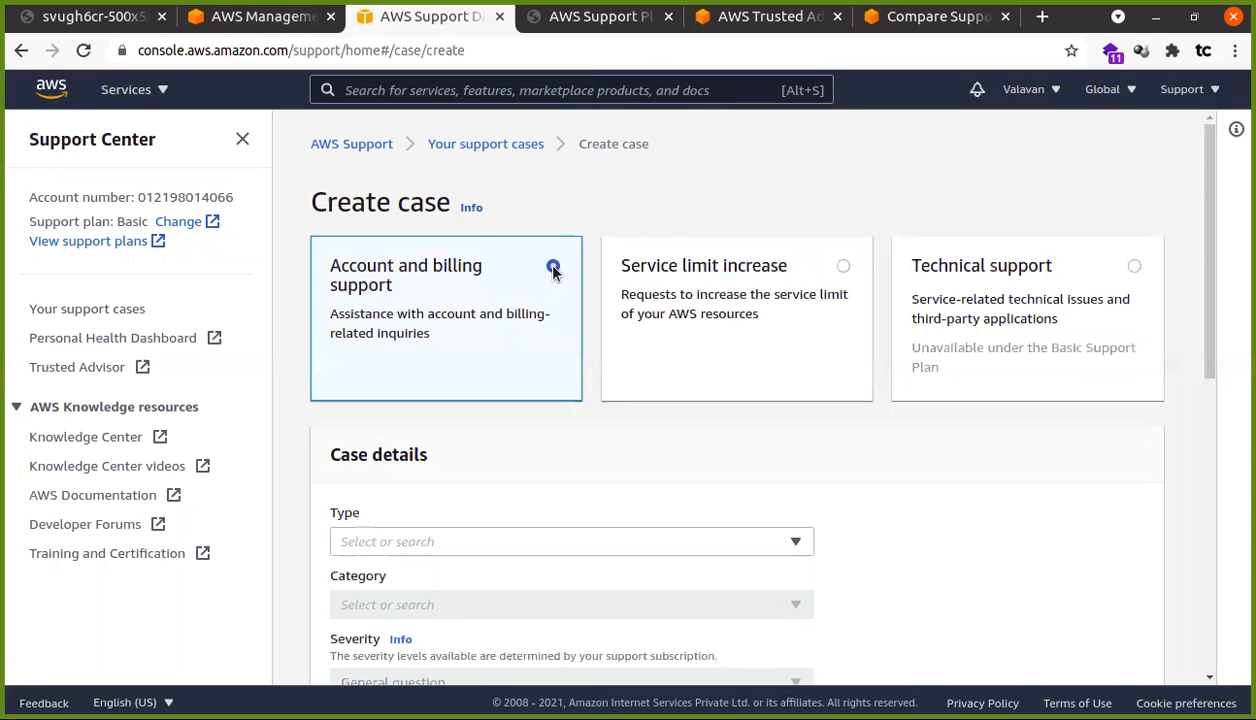 svugh6cr-500x5
AWS Manageme
AWS Support D
AWS Support Pl
AWS Trusted Ad
Compare Suppo
console.aws.amazon.com/support/home#/case/create
11
tc
aws
Services
Search for services, features, marketplace products, and docs
[Alt+S]
Valavan
Global
Support
Support Center
Account number: 012198014066
Support plan: Basic Change
View support plans
Your support cases
Personal Health Dashboard
Trusted Advisor
AWS Knowledge resources
Knowledge Center
Knowledge Center videos
AWS Documentation
Developer Forums
Training and Certification
AWS Support
Your support cases
Create case
Create case Info
Account and billing
support
Assistance with account and billing-
related inquiries
Service limit increase
Requests to increase the service limit
of your AWS resources
Technical support
Service-related technical issues and
third-party applications
Unavailable under the Basic Support
Plan
Case details
Type
Select or search
Category
Select or search
Severity Info
The severity levels available are determined by your support subscription.
General question
Feedback
English (US)
© 2008 - 2021, Amazon Internet Services Private Ltd. or its affiliates. All rights reserved.
Privacy Policy
Terms of Use
Cookie preferences